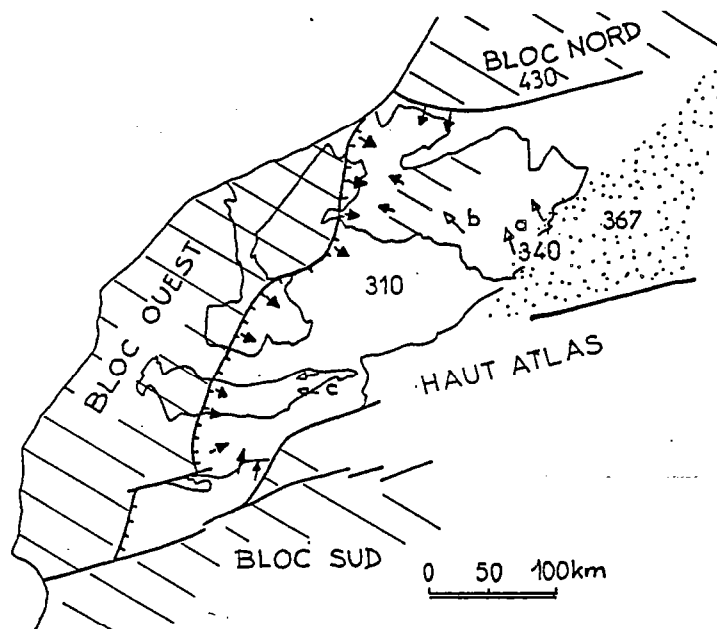 BLOC NORD
430
b
a
367
340
310
BLOC OUEST
HAUT ATLAS
c
BLOC SUD
0 50 100km